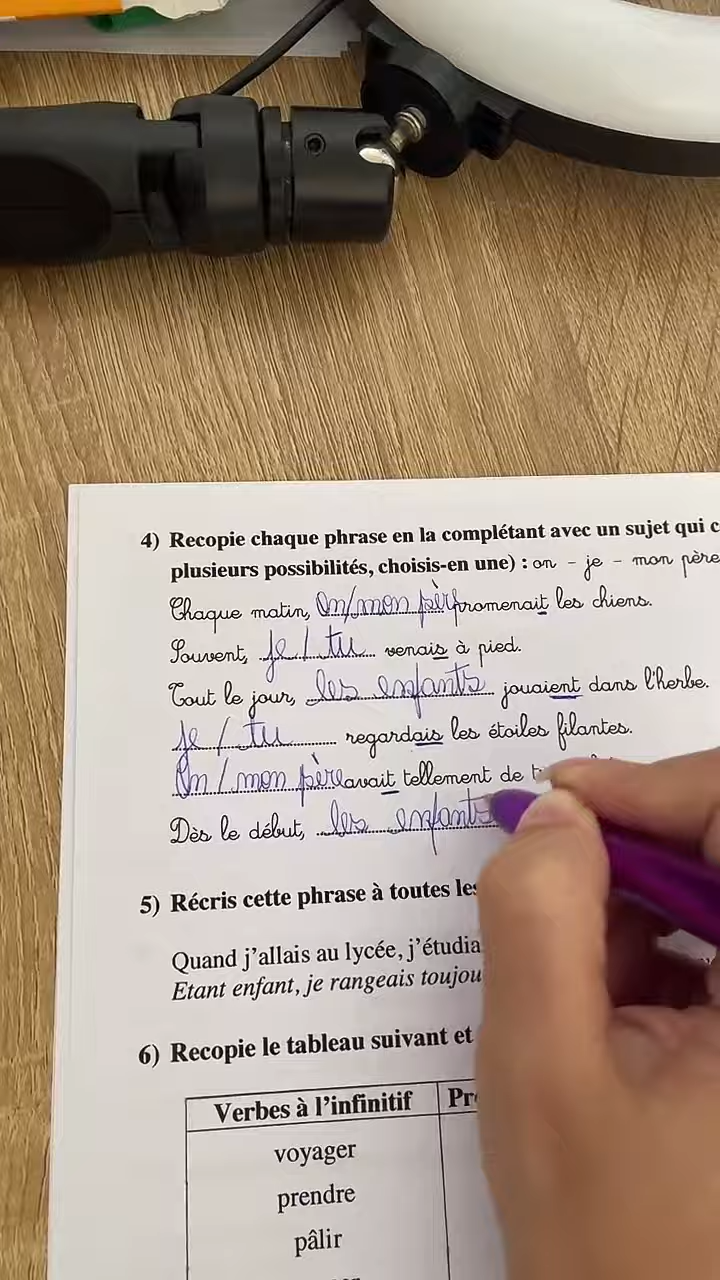 4) Recopie chaque phrase en la complétant avec un sujet qui c
plusieurs possibilités, choisis-en une) : on - je - mon père
Chaque matin, On/mon père promenait les chiens.
Souvent, je / tu venais à pied.
Tout le jour, les enfants jouaient dans l'herbe.
je / tu regardais les étoiles filantes.
On / mon père avait tellement de
Dès le début, les enfants
5) Récris cette phrase à toutes les
Quand j'allais au lycée, j'étudia
Etant enfant, je rangeais toujou
6) Recopie le tableau suivant et
Verbes à l'infinitif Pr
voyager
prendre
pâlir